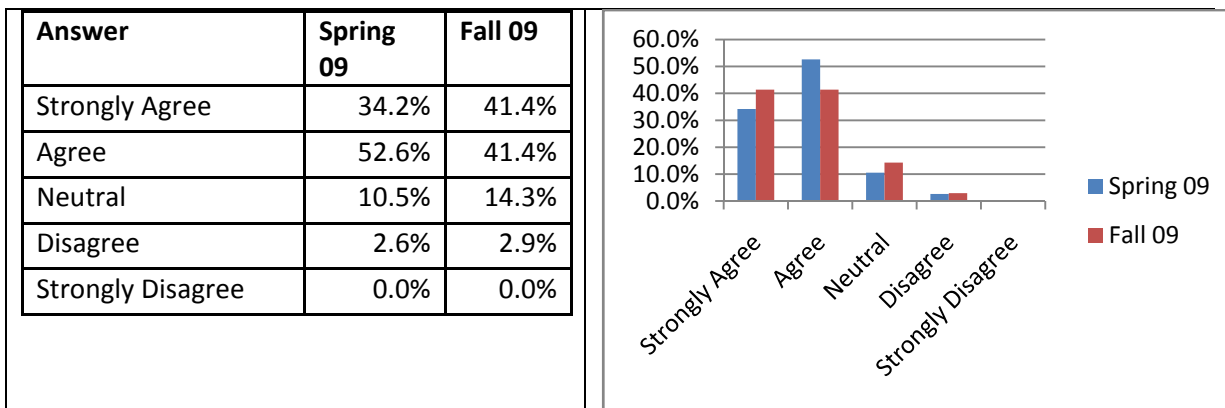 Answer Spring 09 Fall 09
Strongly Agree 34.2% 41.4%
Agree 52.6% 41.4%
Neutral 10.5% 14.3%
Disagree 2.6% 2.9%
Strongly Disagree 0.0% 0.0%
60.0%
50.0%
40.0%
30.0%
20.0%
10.0%
0.0%
Strongly Agree
Agree
Neutral
Disagree
Strongly Disagree
Spring 09
Fall 09